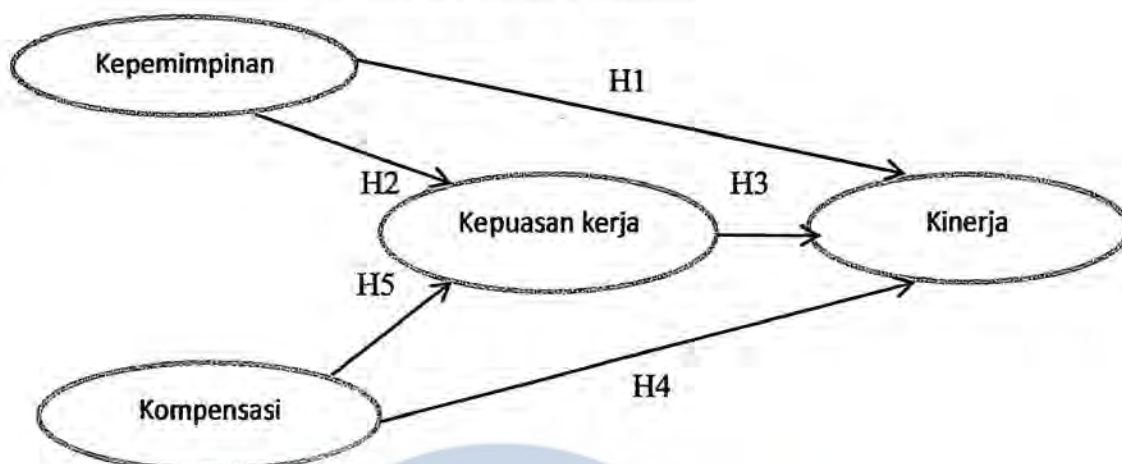 Kepemimpinan
H1
H2
H3
Kepuasan kerja
Kinerja
H5
H4
Kompensasi